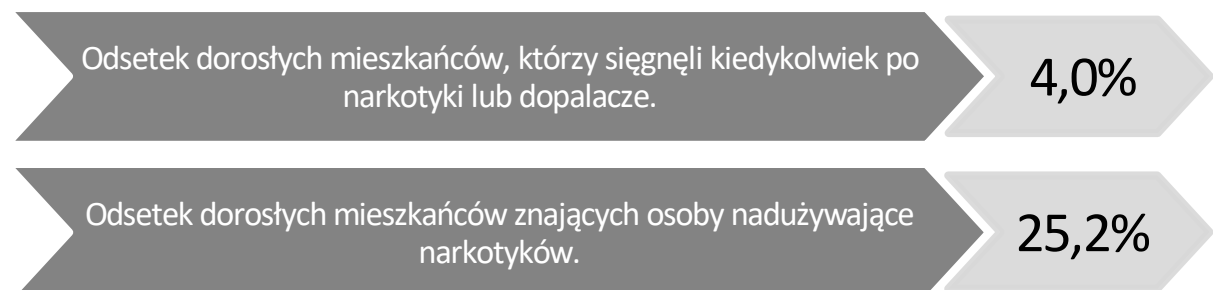 Odsetek dorosłych mieszkańców, którzy sięgnęli kiedykolwiek po
narkotyki lub dopalacze.
4,0%
Odsetek dorosłych mieszkańców znających osoby nadużywające
narkotyków.
25,2%